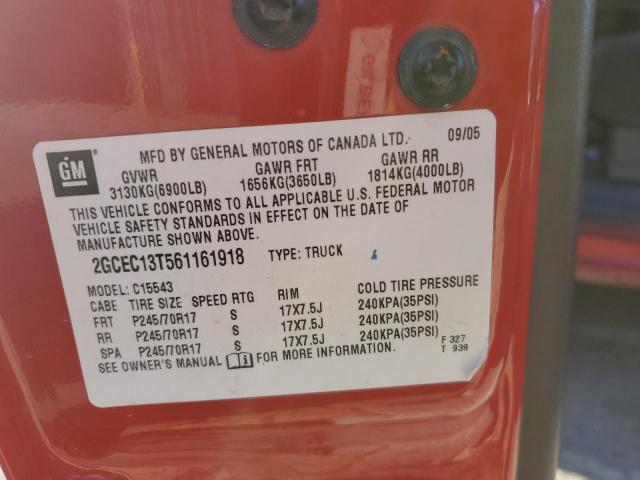 MFD BY GENERAL MOTORS OF CANADA LTD. 09/05
GM
GVWR GAWR FRT GAWR RR
3130KG(6900LB) 1656KG(3650LB) 1814KG(4000LB)
THIS VEHICLE CONFORMS TO ALL APPLICABLE U.S. FEDERAL MOTOR
VEHICLE SAFETY STANDARDS IN EFFECT ON THE DATE OF
MANUFACTURE SHOWN ABOVE.
2GCEC13T561161918 TYPE: TRUCK
MODEL: C15543
CABE TIRE SIZE SPEED RTG RIM COLD TIRE PRESSURE
FRT P245/70R17 S 17X7.5J 240KPA(35PSI)
RR P245/70R17 S 17X7.5J 240KPA(35PSI)
SPA P245/70R17 S 17X7.5J 240KPA(35PSI)
SEE OWNER'S MANUAL i FOR MORE INFORMATION.
F 327
T 939